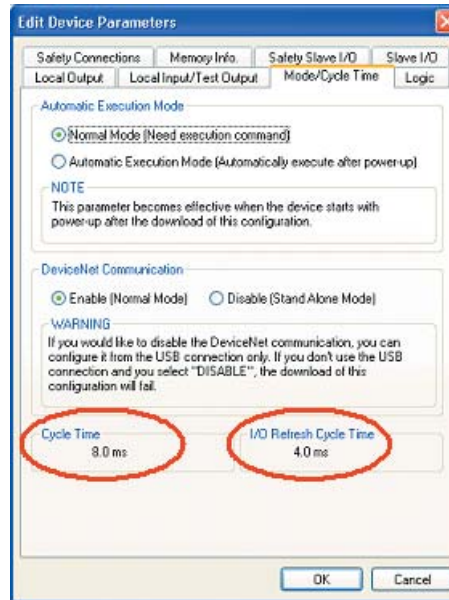 Edit Device Parameters
Safety Connections Memory Info. Safety Slave I/O Slave I/O
Local Output Local Input/Test Output Mode/Cycle Time Logic
Automatic Execution Mode
Normal Mode (Need execution command)
Automatic Execution Mode (Automatically execute after power-up)
NOTE
This parameter becomes effective when the device starts with
power-up after the download of this configuration.
DeviceNet Communication
Enable (Normal Mode) Disable (Stand Alone Mode)
WARNING
If you would like to disable the DeviceNet communication, you can
configure it from the USB connection only. If you don't use the USB
connection and you select "DISABLE", the download of this
configuration will fail.
Cycle Time I/O Refresh Cycle Time
8.0 ms 4.0 ms
OK Cancel